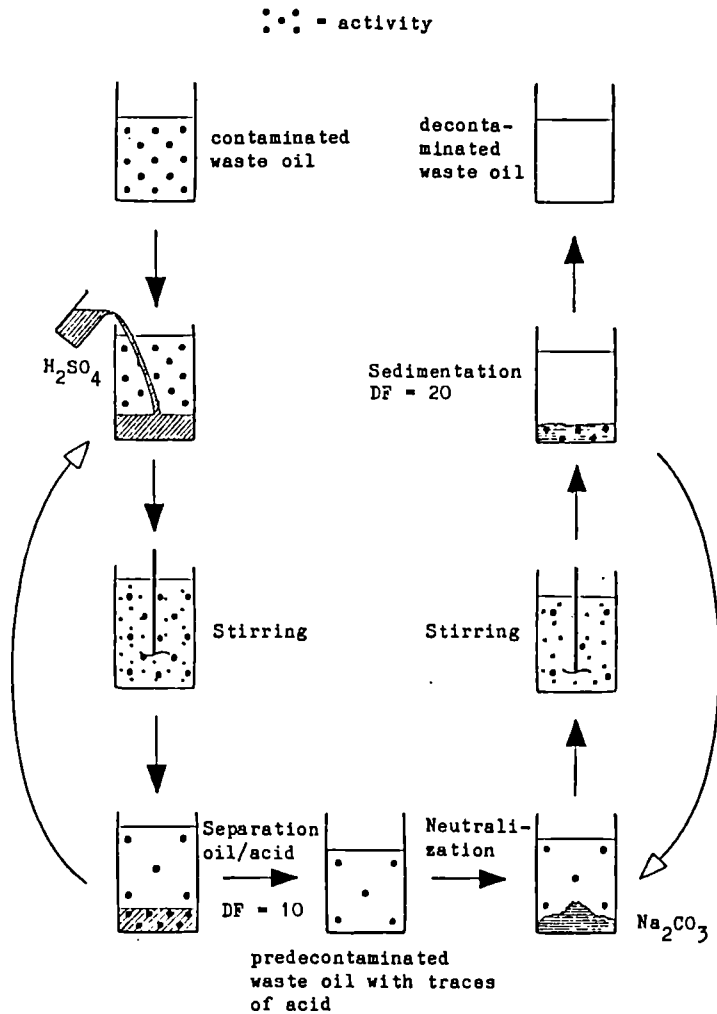 = activity
contaminated
waste oil
H₂SO₄
Stirring
Separation
oil/acid
DF = 10
predecontaminated
waste oil with traces
of acid
Neutrali-
zation
Na₂CO₃
Stirring
Sedimentation
DF = 20
deconta-
minated
waste oil